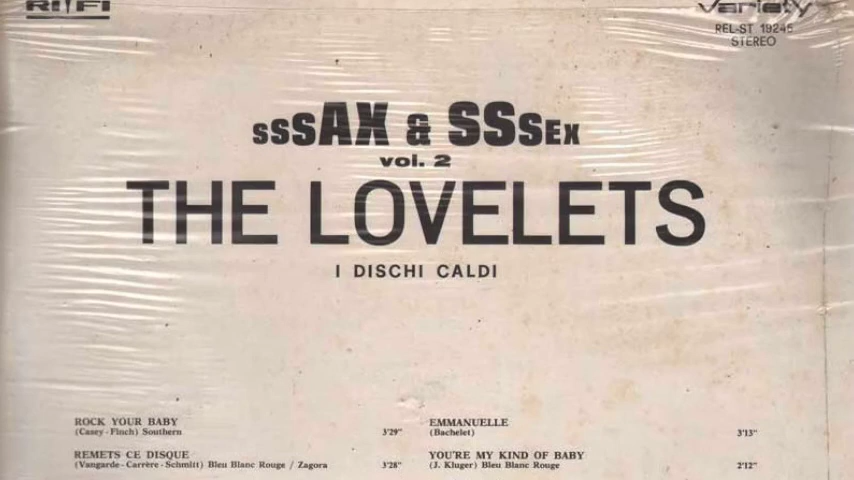 RI FI
Variety
REL-ST 19245
STEREO
sssAX & SSSEX
vol. 2
THE LOVELETS
I DISCHI CALDI
ROCK YOUR BABY
(Casey - Finch) Southern 3'29"
REMETS CE DISQUE
(Vangarde - Carrère - Schmitt) Bleu Blanc Rouge / Zagora 3'28"
EMMANUELLE
(Bachelet) 3'13"
YOU'RE MY KIND OF BABY
(J. Kluger) Bleu Blanc Rouge 2'12"